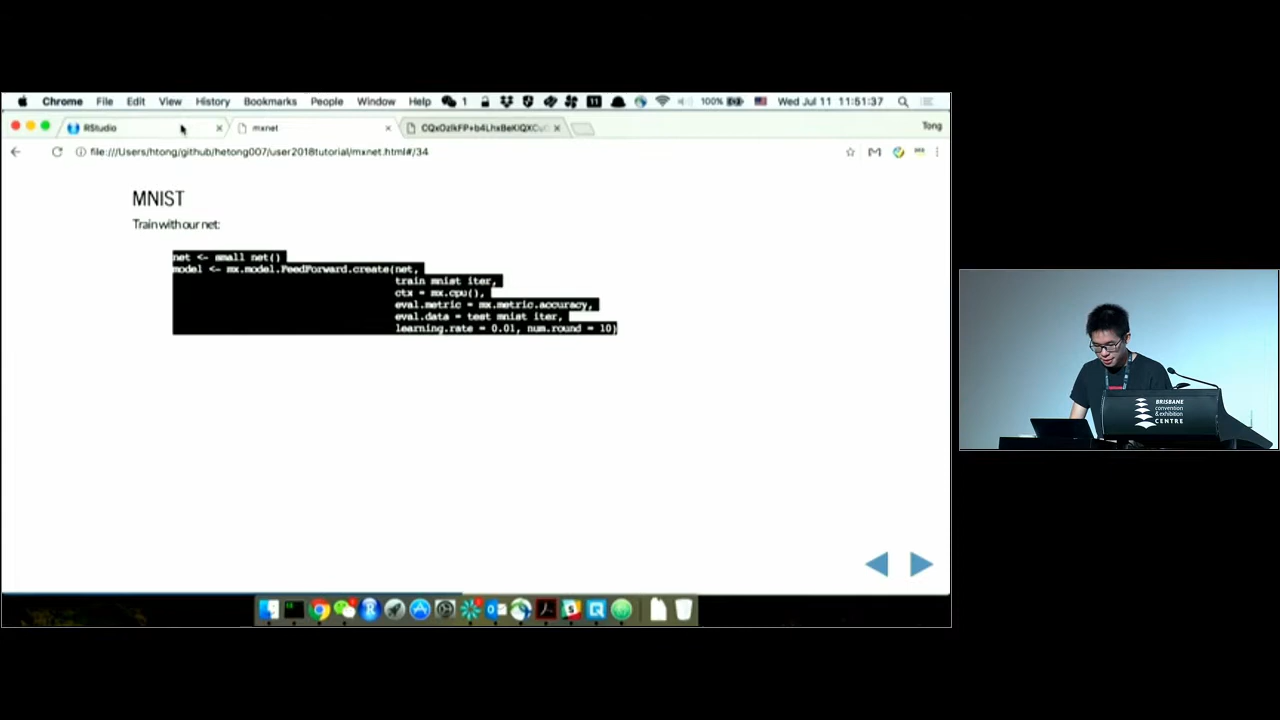 Chrome File Edit View History Bookmarks People Window Help 1 11 100% Wed Jul 11 11:51:37
RStudio mxnet Tong
file:///Users/htong/github/hetong007/user2018tutorial/mxnet.html#/34
MNIST
Train with our net:
net <- small_net()
model <- mx.model.FeedForward.create(net,
train_mnist_iter,
ctx = mx.cpu(),
eval.metric = mx.metric.accuracy,
eval.data = test_mnist_iter,
learning.rate = 0.01, num.round = 10)
BRISBANE
convention
& exhibition
CENTRE